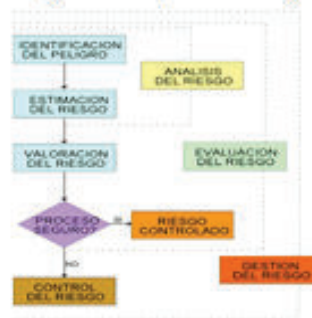 IDENTIFICACION
DEL PELIGRO
ANALISIS
DEL RIESGO
ESTIMACION
DEL RIESGO
VALORACION
DEL RIESGO
EVALUACION
DEL RIESGO
PROCESO
SEGURO?
SI
RIESGO
CONTROLADO
NO
GESTION
DEL RIESGO
CONTROL
DEL RIESGO